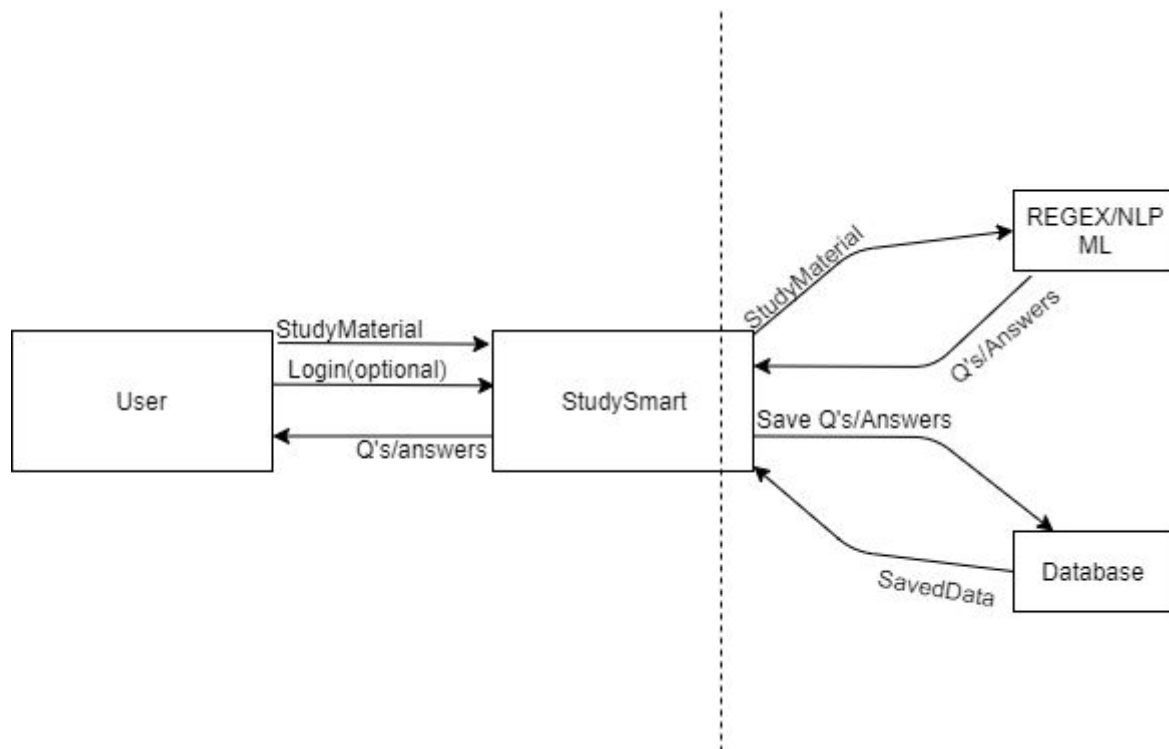 REGEX/NLP
ML
StudyMaterial
Q's/Answers
StudyMaterial
Login(optional)
User
StudySmart
Save Q's/Answers
Q's/answers
Database
SavedData